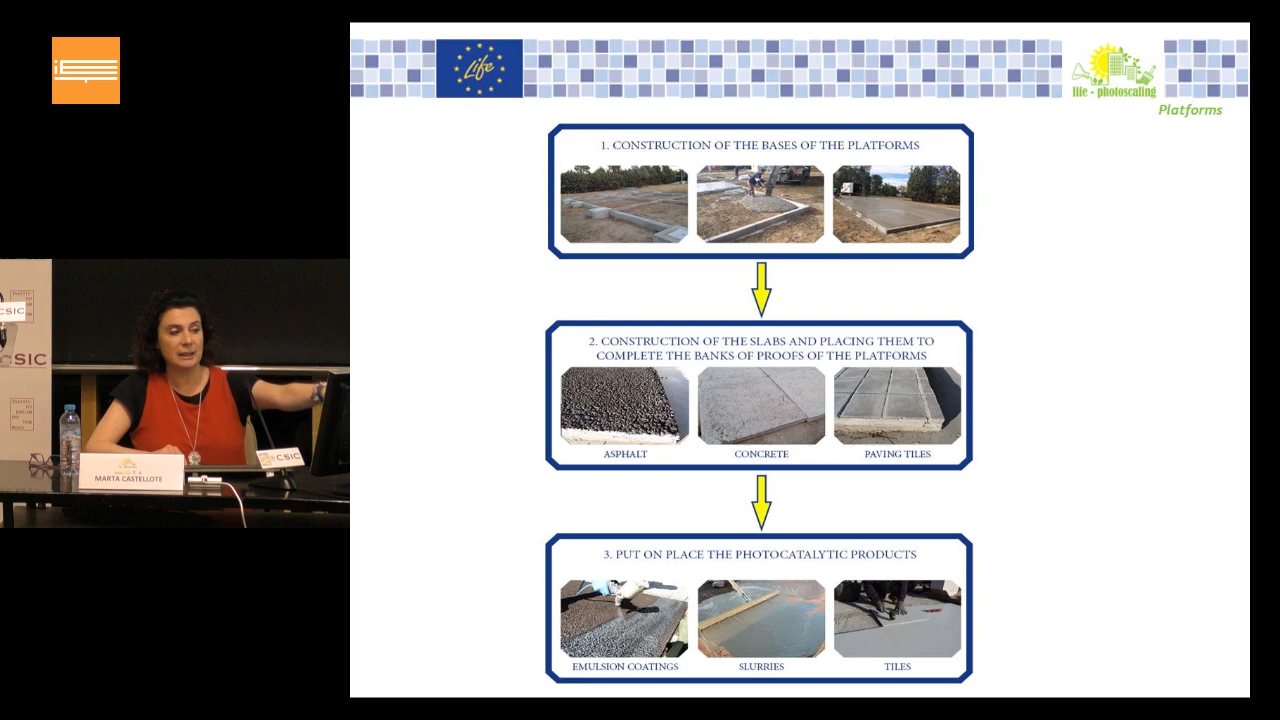 Life
life - photoscaling
Platforms
1. CONSTRUCTION OF THE BASES OF THE PLATFORMS
2. CONSTRUCTION OF THE SLABS AND PLACING THEM TO
COMPLETE THE BANKS OF PROOFS OF THE PLATFORMS
ASPHALT
CONCRETE
PAVING TILES
3. PUT ON PLACE THE PHOTOCATALYTIC PRODUCTS
EMULSION COATINGS
SLURRIES
TILES
CSIC
CSIC
CSIC
MARTA CASTELLOTE